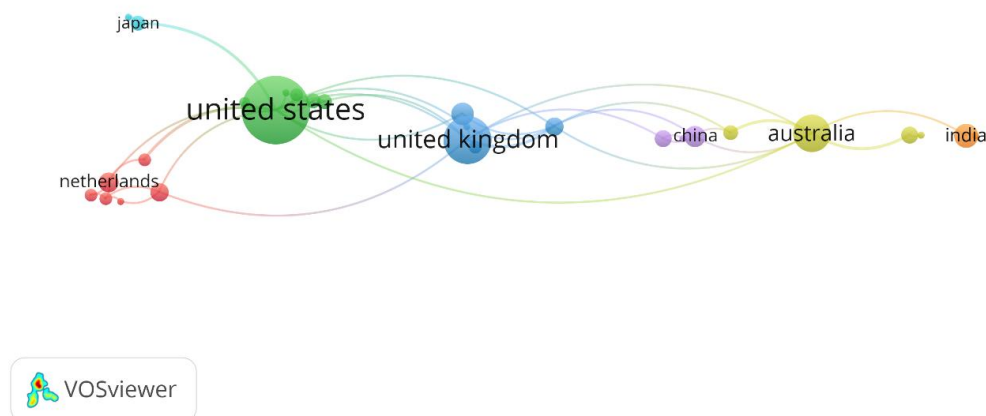 japan
united states
united kingdom
china
australia
india
netherlands
VOSviewer